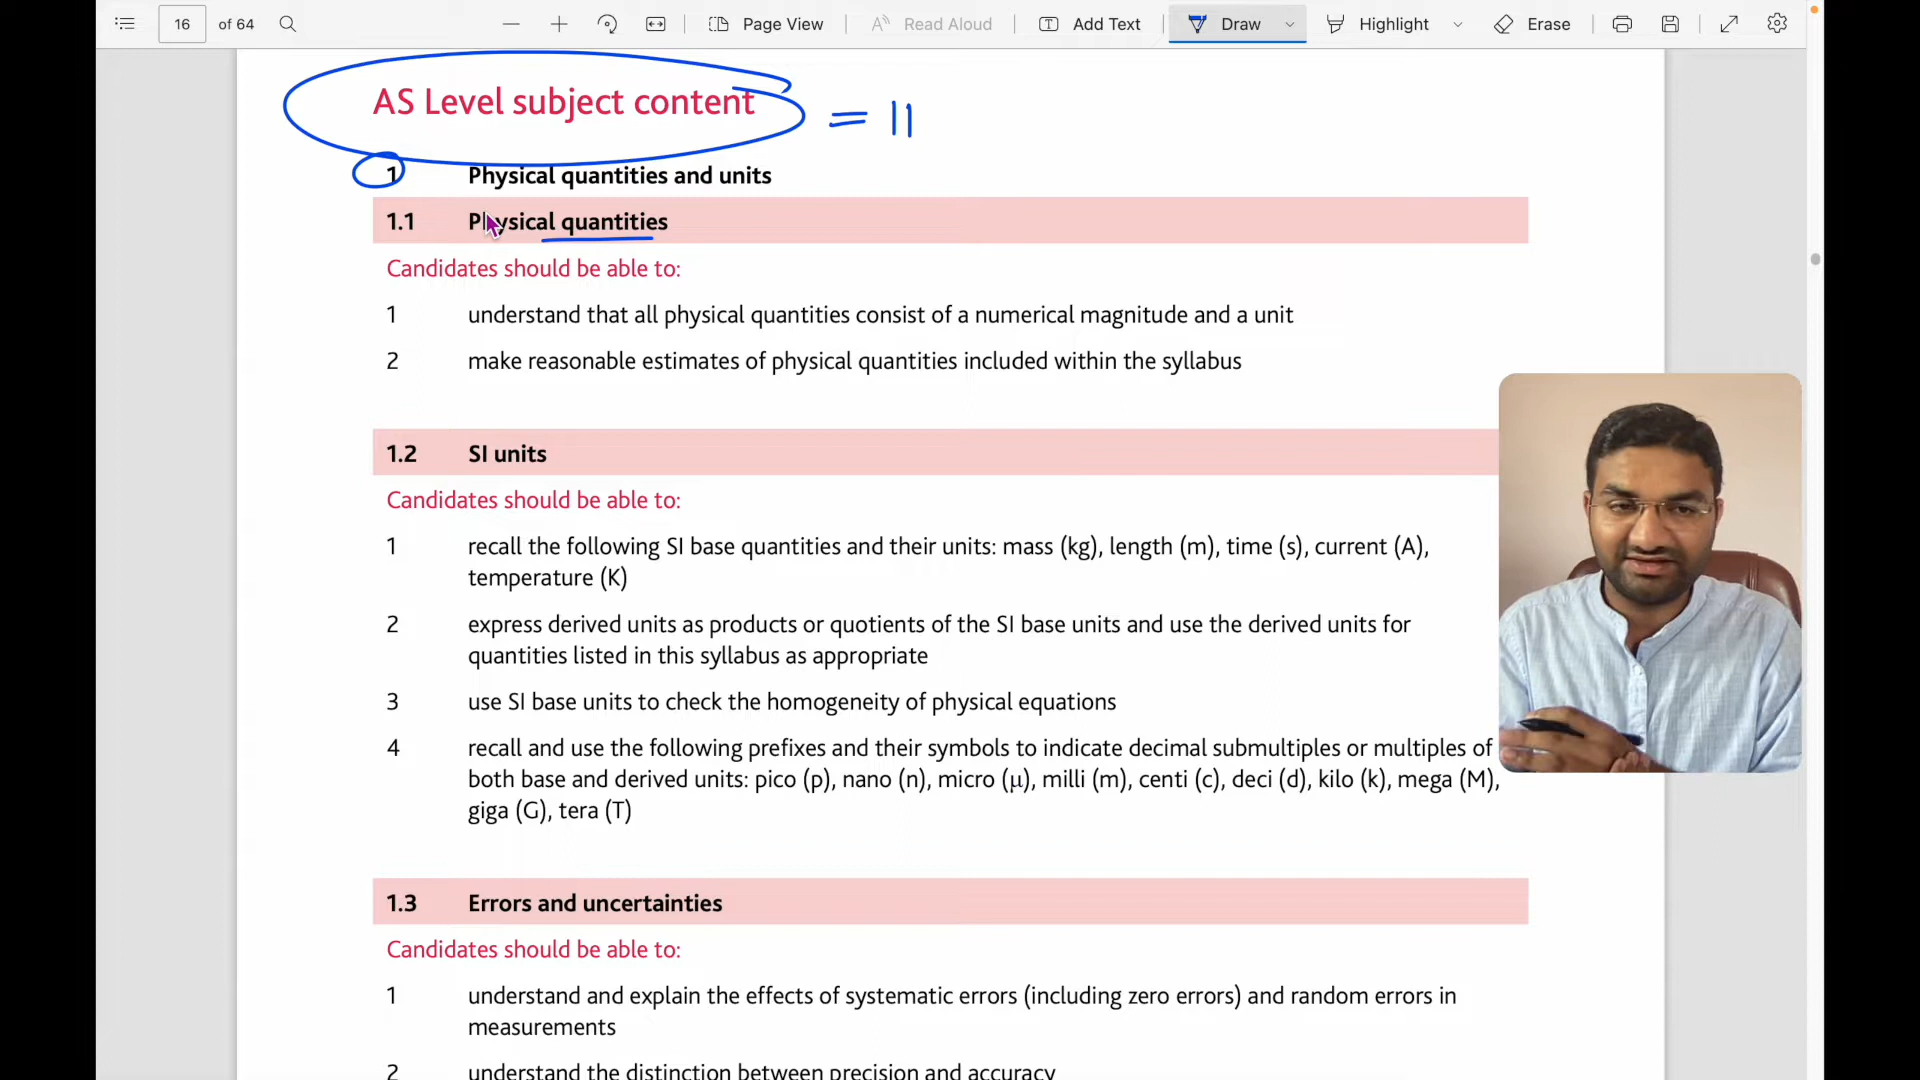 16 of 64 Page View Read Aloud Add Text Draw Highlight Erase
AS Level subject content = 11
1 Physical quantities and units
1.1 Physical quantities
Candidates should be able to:
1 understand that all physical quantities consist of a numerical magnitude and a unit
2 make reasonable estimates of physical quantities included within the syllabus
1.2 SI units
Candidates should be able to:
1 recall the following SI base quantities and their units: mass (kg), length (m), time (s), current (A),
temperature (K)
2 express derived units as products or quotients of the SI base units and use the derived units for
quantities listed in this syllabus as appropriate
3 use SI base units to check the homogeneity of physical equations
4 recall and use the following prefixes and their symbols to indicate decimal submultiples or multiples of
both base and derived units: pico (p), nano (n), micro (μ), milli (m), centi (c), deci (d), kilo (k), mega (M),
giga (G), tera (T)
1.3 Errors and uncertainties
Candidates should be able to:
1 understand and explain the effects of systematic errors (including zero errors) and random errors in
measurements
2 understand the distinction between precision and accuracy